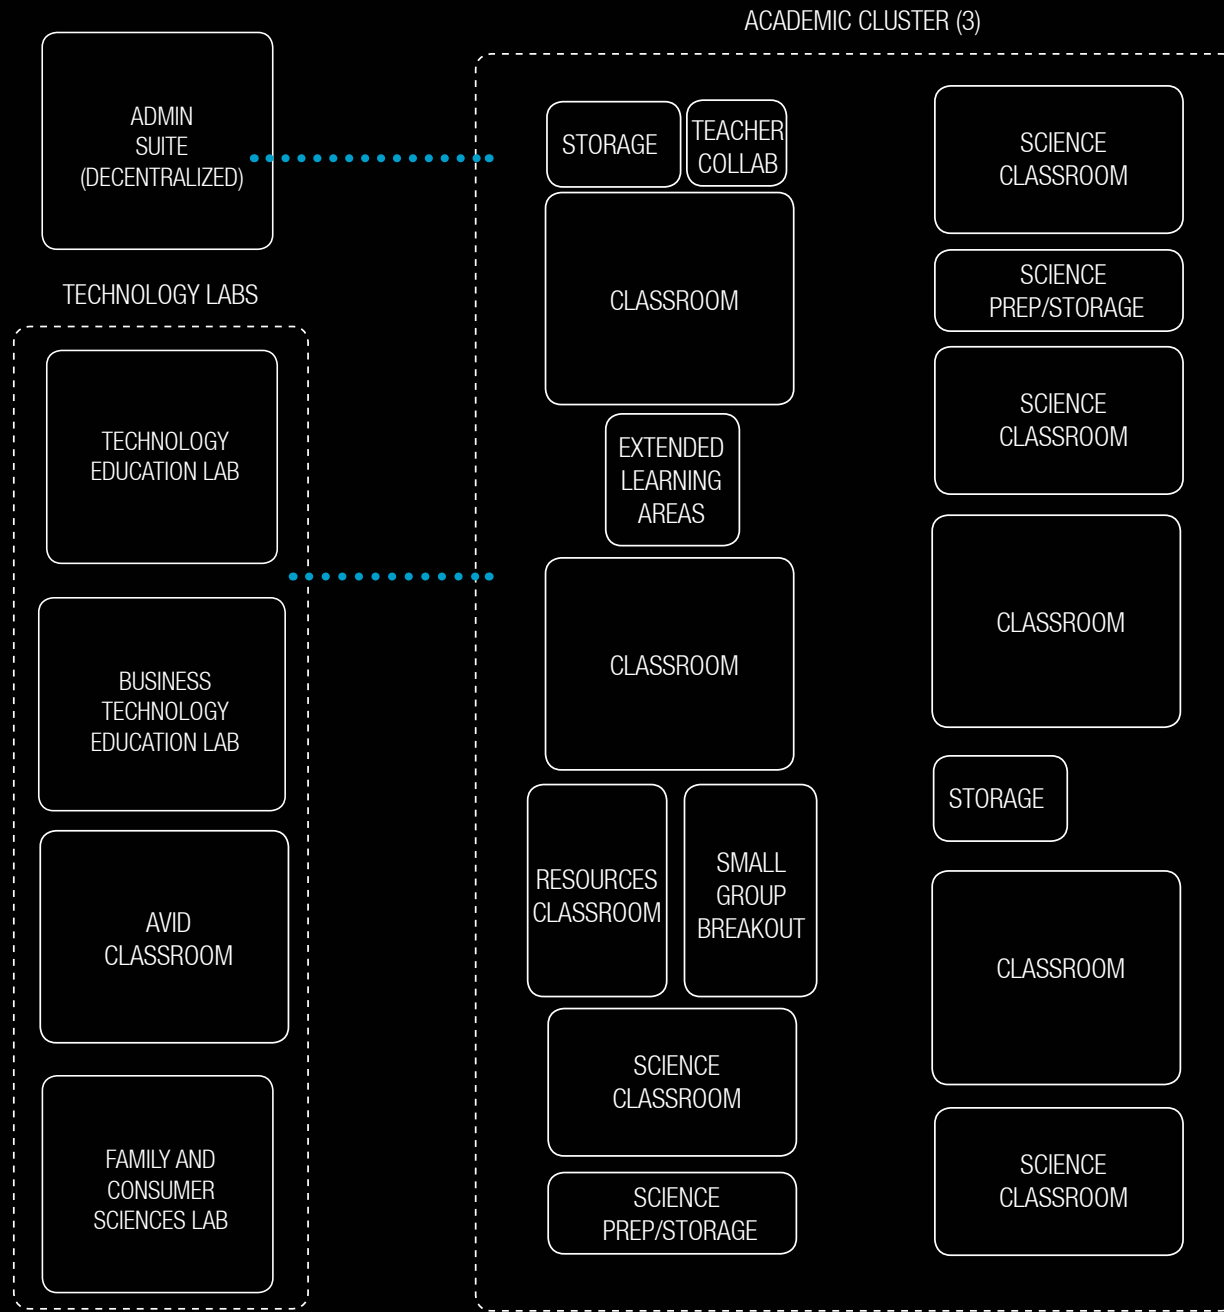 ACADEMIC CLUSTER (3)
ADMIN
SUITE
(DECENTRALIZED)
TECHNOLOGY LABS
TECHNOLOGY
EDUCATION LAB
BUSINESS
TECHNOLOGY
EDUCATION LAB
AVID
CLASSROOM
FAMILY AND
CONSUMER
SCIENCES LAB
STORAGE
TEACHER
COLLAB
CLASSROOM
EXTENDED
LEARNING
AREAS
CLASSROOM
RESOURCES
CLASSROOM
SMALL
GROUP
BREAKOUT
SCIENCE
CLASSROOM
SCIENCE
PREP/STORAGE
SCIENCE
CLASSROOM
SCIENCE
PREP/STORAGE
SCIENCE
CLASSROOM
CLASSROOM
STORAGE
CLASSROOM
SCIENCE
CLASSROOM